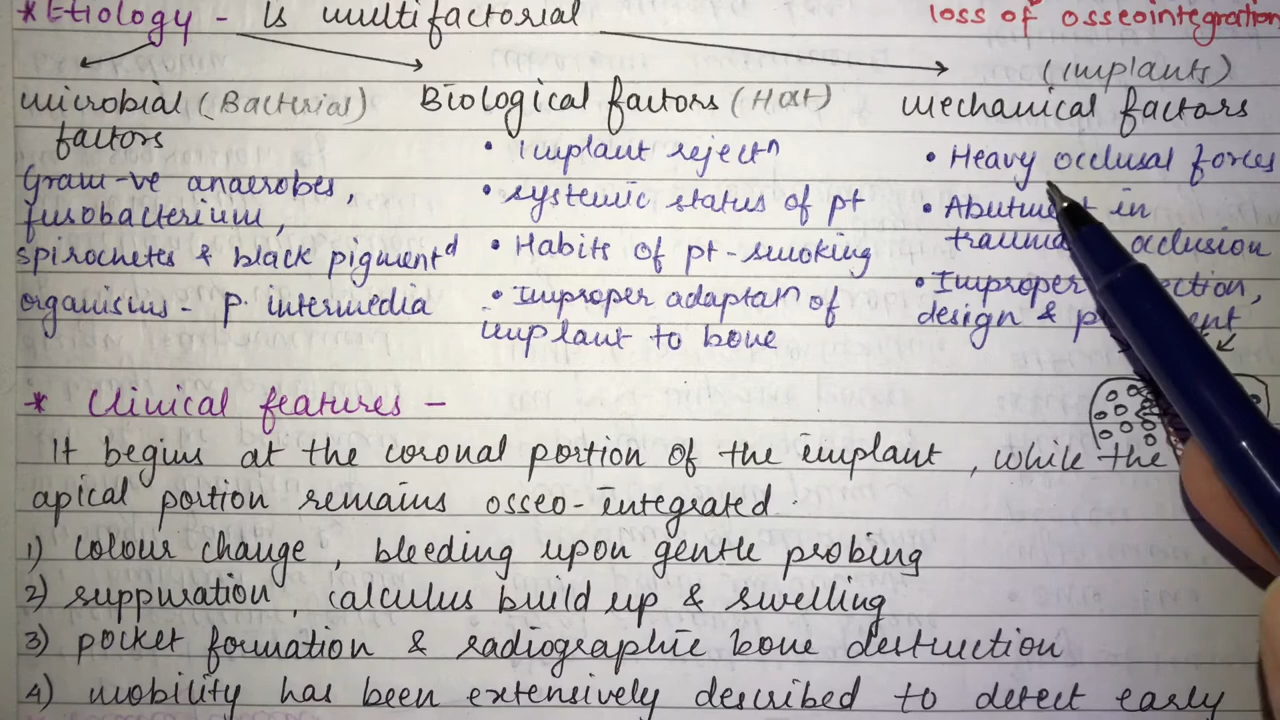 *Etiology - Is multifactorial
loss of osseointegration
(Implants)
Microbial (Bacterial)
factors
Gram -ve anaerobes,
fusobacterium,
spirochetes & black pigmentd
organisms - p. intermedia
Biological factors (Host)
• Implant rejectn
• systemic status of pt
• Habits of pt - smoking
• Improper adaptan of
implant to bone
Mechanical factors
• Heavy occlusal forces
• Abutment in
trauma occlusion
• Improper
design &
* Clinical features -
It begins at the coronal portion of the implant, while the
apical portion remains osseo-integrated.
1) colour change, bleeding upon gentle probing
2) suppuration, calculus build up & swelling
3) pocket formation & radiographic bone destruction
4) mobility has been extensively described to detect early